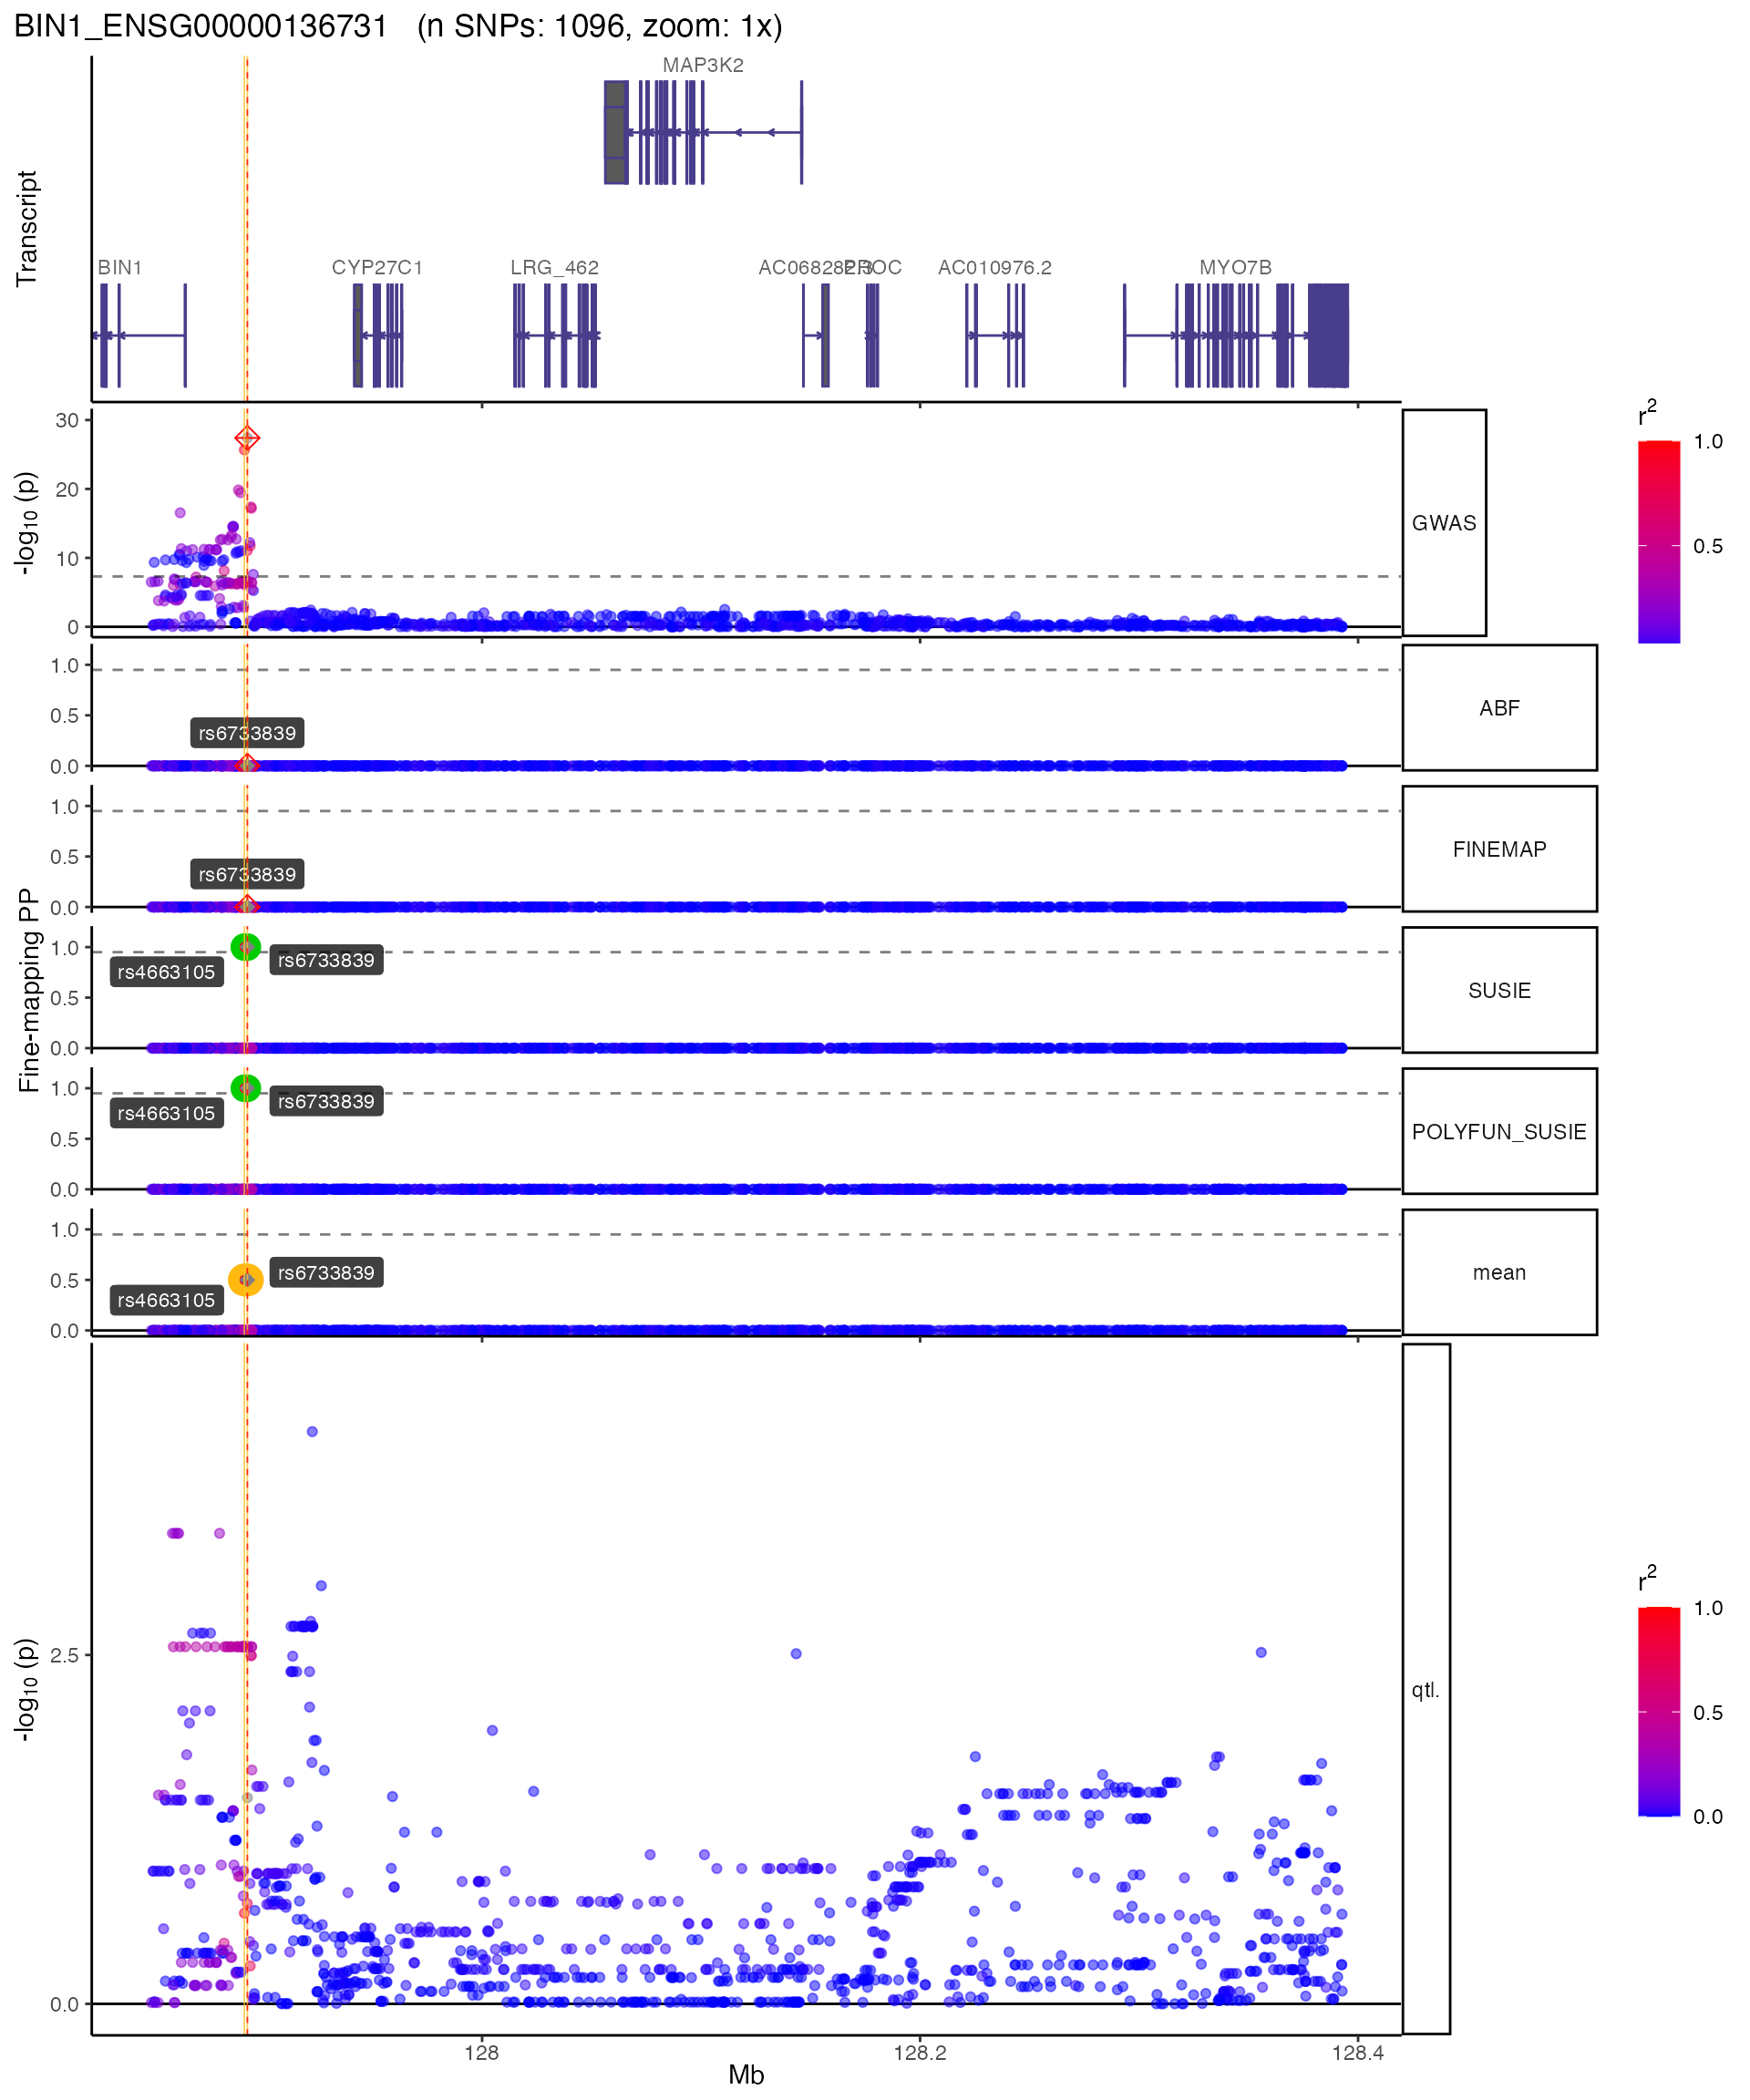 BIN1_ENSG00000136731 (n SNPs: 1096, zoom: 1x)
Transcript
MAP3K2
BIN1
CYP27C1
LRG_462
PROC
AC010976.2
MYO7B
-log10 (p)
30
20
10
0
GWAS
r2
1.0
0.5
Fine-mapping PP
1.0
0.5
0.0
rs6733839
ABF
1.0
0.5
0.0
rs6733839
FINEMAP
1.0
0.5
0.0
rs4663105
rs6733839
SUSIE
1.0
0.5
0.0
rs4663105
rs6733839
POLYFUN_SUSIE
1.0
0.5
0.0
rs4663105
rs6733839
mean
-log10 (p)
2.5
0.0
qtl.
r2
1.0
0.5
0.0
128
128.2
128.4
Mb